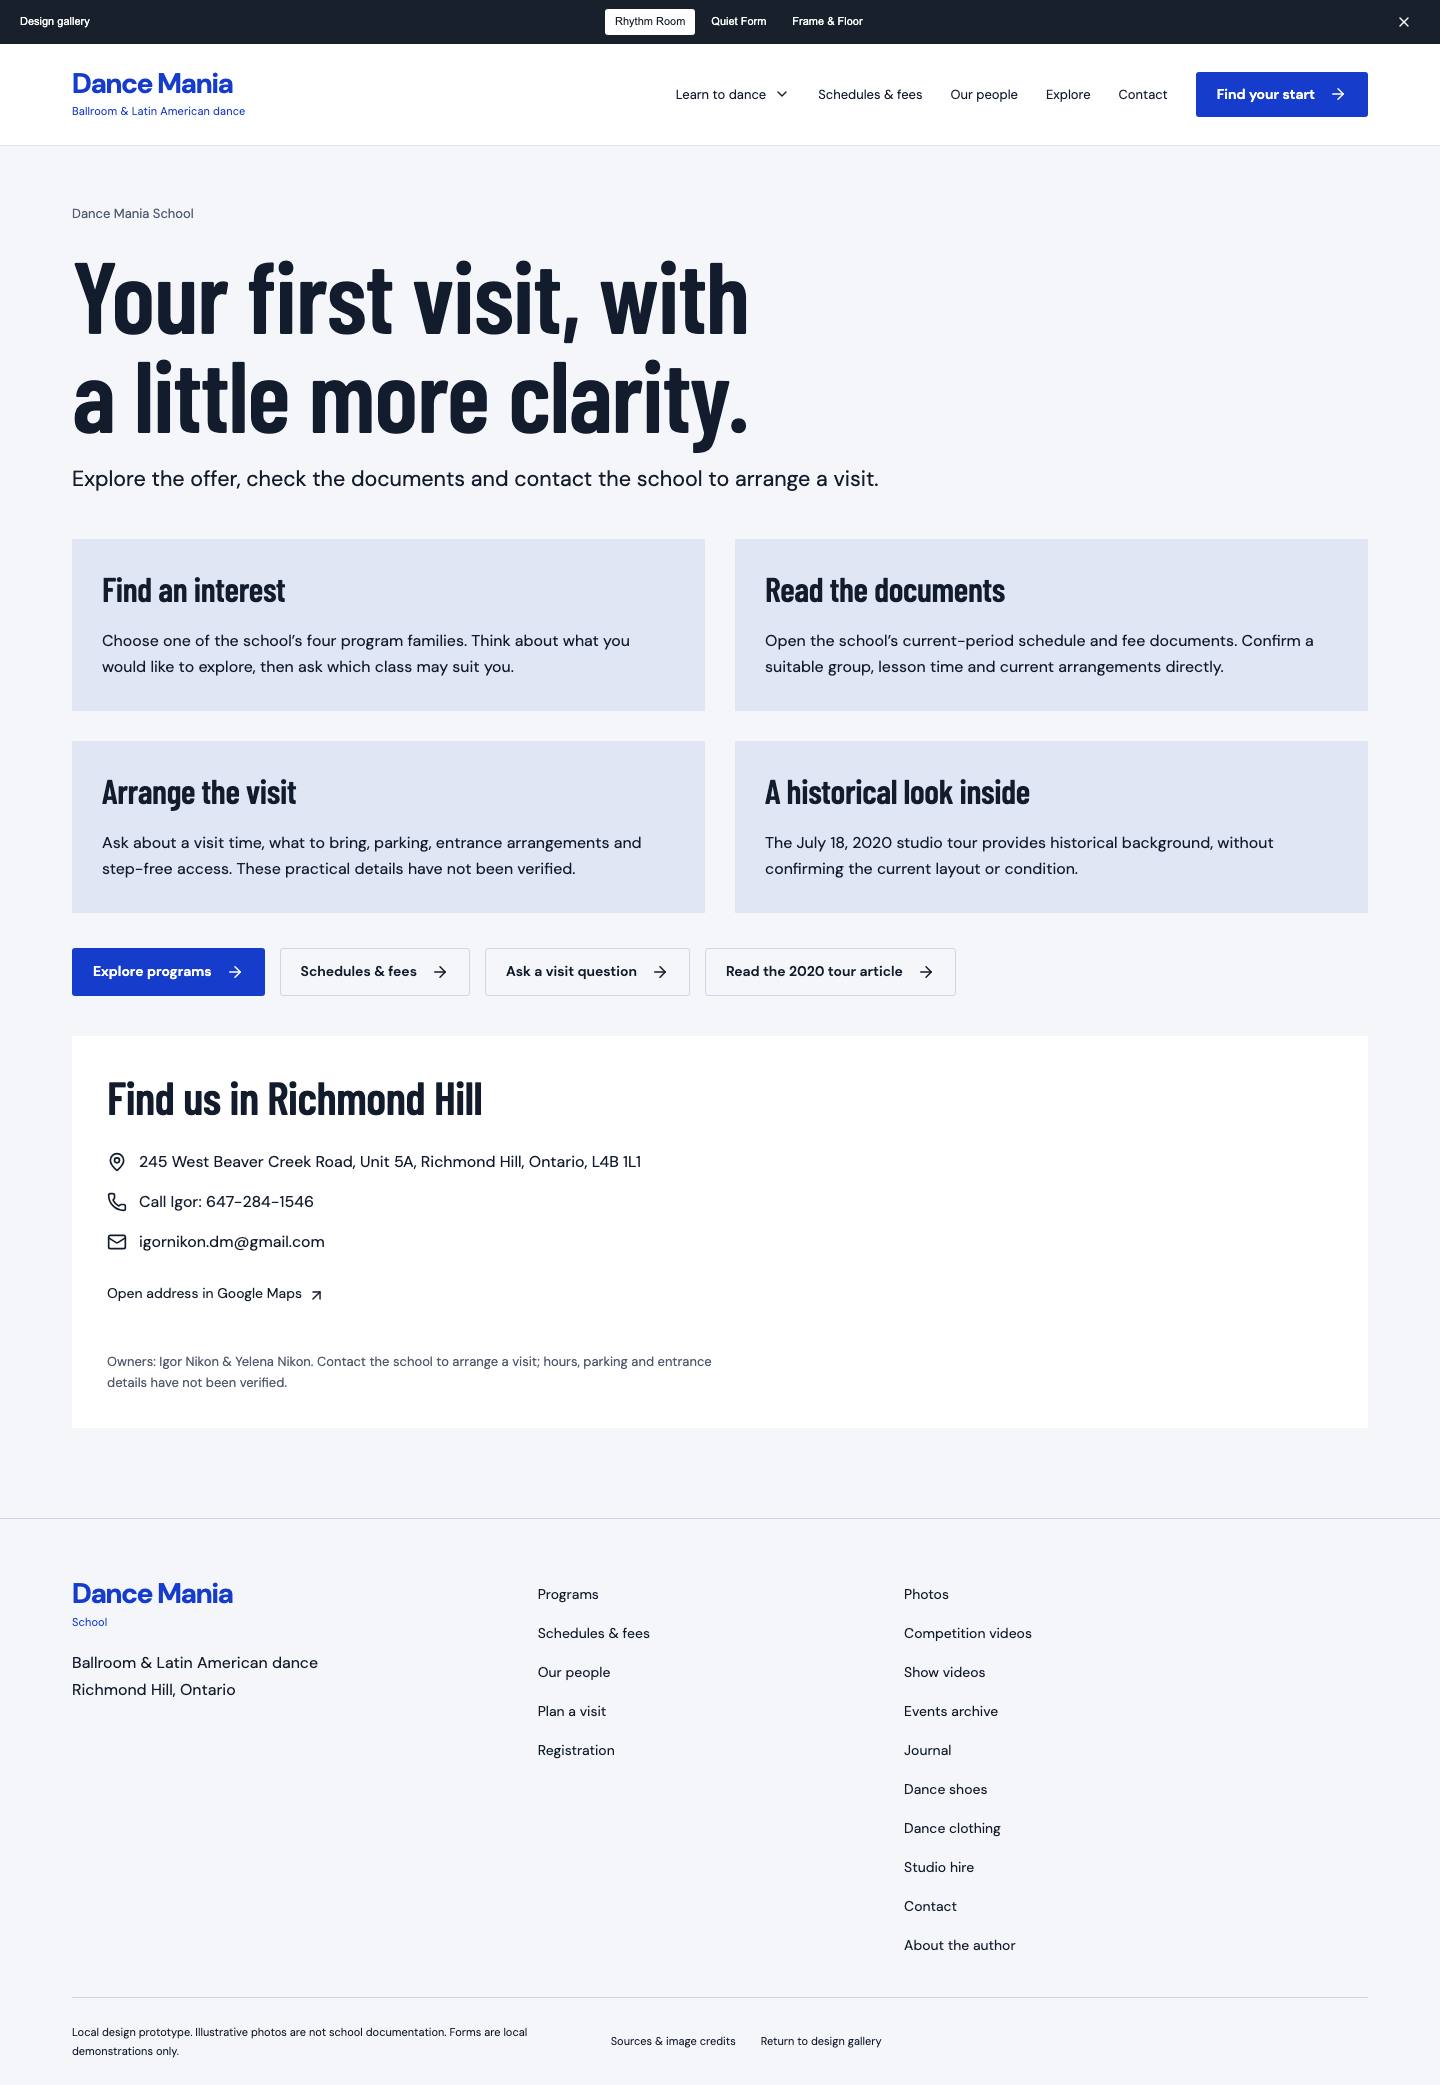 Design gallery
Rhythm Room
Quiet Form
Frame & Floor
Dance Mania
Ballroom & Latin American dance
Learn to dance
Schedules & fees
Our people
Explore
Contact
Find your start
Dance Mania School
Your first visit, with
a little more clarity.
Explore the offer, check the documents and contact the school to arrange a visit.
Find an interest
Choose one of the school’s four program families. Think about what you
would like to explore, then ask which class may suit you.
Read the documents
Open the school’s current-period schedule and fee documents. Confirm a
suitable group, lesson time and current arrangements directly.
Arrange the visit
Ask about a visit time, what to bring, parking, entrance arrangements and
step-free access. These practical details have not been verified.
A historical look inside
The July 18, 2020 studio tour provides historical background, without
confirming the current layout or condition.
Explore programs
Schedules & fees
Ask a visit question
Read the 2020 tour article
Find us in Richmond Hill
245 West Beaver Creek Road, Unit 5A, Richmond Hill, Ontario, L4B 1L1
Call Igor: 647-284-1546
igornikon.dm@gmail.com
Open address in Google Maps
Owners: Igor Nikon & Yelena Nikon. Contact the school to arrange a visit; hours, parking and entrance
details have not been verified.
Dance Mania
School
Ballroom & Latin American dance
Richmond Hill, Ontario
Programs
Schedules & fees
Our people
Plan a visit
Registration
Photos
Competition videos
Show videos
Events archive
Journal
Dance shoes
Dance clothing
Studio hire
Contact
About the author
Local design prototype. Illustrative photos are not school documentation. Forms are local
demonstrations only.
Sources & image credits
Return to design gallery